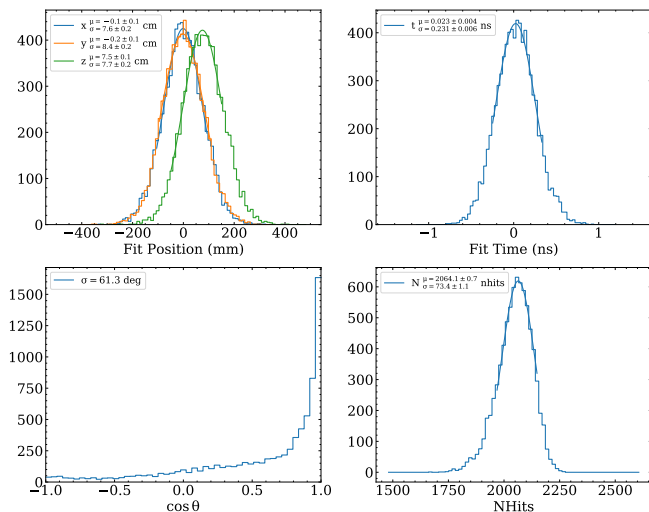 x μ = −0.1 ± 0.1 σ = 7.6 ± 0.2 cm
y μ = −0.2 ± 0.1 σ = 8.4 ± 0.2 cm
z μ = 7.5 ± 0.1 σ = 7.7 ± 0.2 cm
400
300
200
100
0
−400 −200 0 200 400
Fit Position (mm)
t μ = 0.023 ± 0.004 σ = 0.231 ± 0.006 ns
400
300
200
100
0
−1 0 1
Fit Time (ns)
σ = 61.3 deg
1500
1250
1000
750
500
250
0
−1.0 −0.5 0.0 0.5 1.0
cos θ
N μ = 2064.1 ± 0.7 σ = 73.4 ± 1.1 nhits
600
500
400
300
200
100
0
1500 1750 2000 2250 2500
NHits